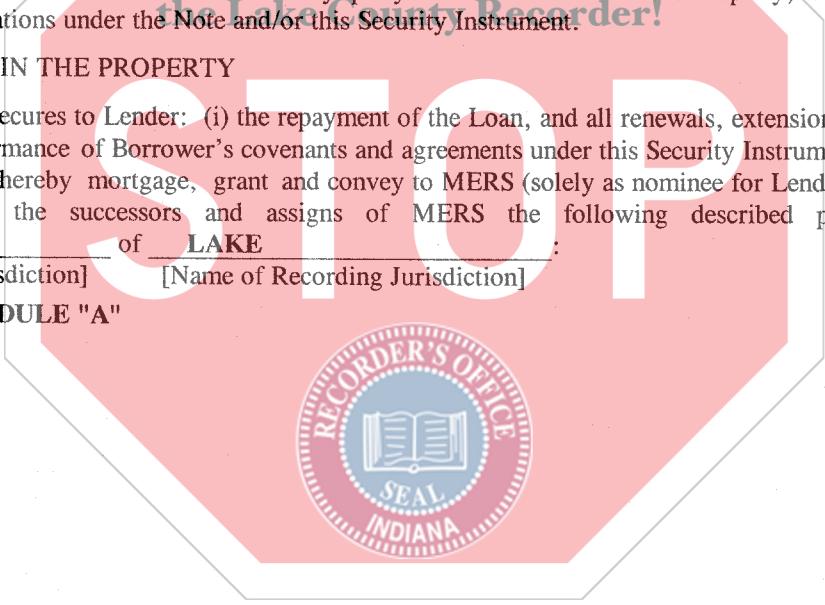 the Lake County Recorder!
tions under the Note and/or this Security Instrument.
IN THE PROPERTY
ecures to Lender: (i) the repayment of the Loan, and all renewals, extension
rmance of Borrower's covenants and agreements under this Security Instrum
hereby mortgage, grant and convey to MERS (solely as nominee for Lend
the successors and assigns of MERS the following described p
of LAKE :
sdiction] [Name of Recording Jurisdiction]
DULE "A"
STOP
RECORDER'S OFFICE
SEAL
INDIANA